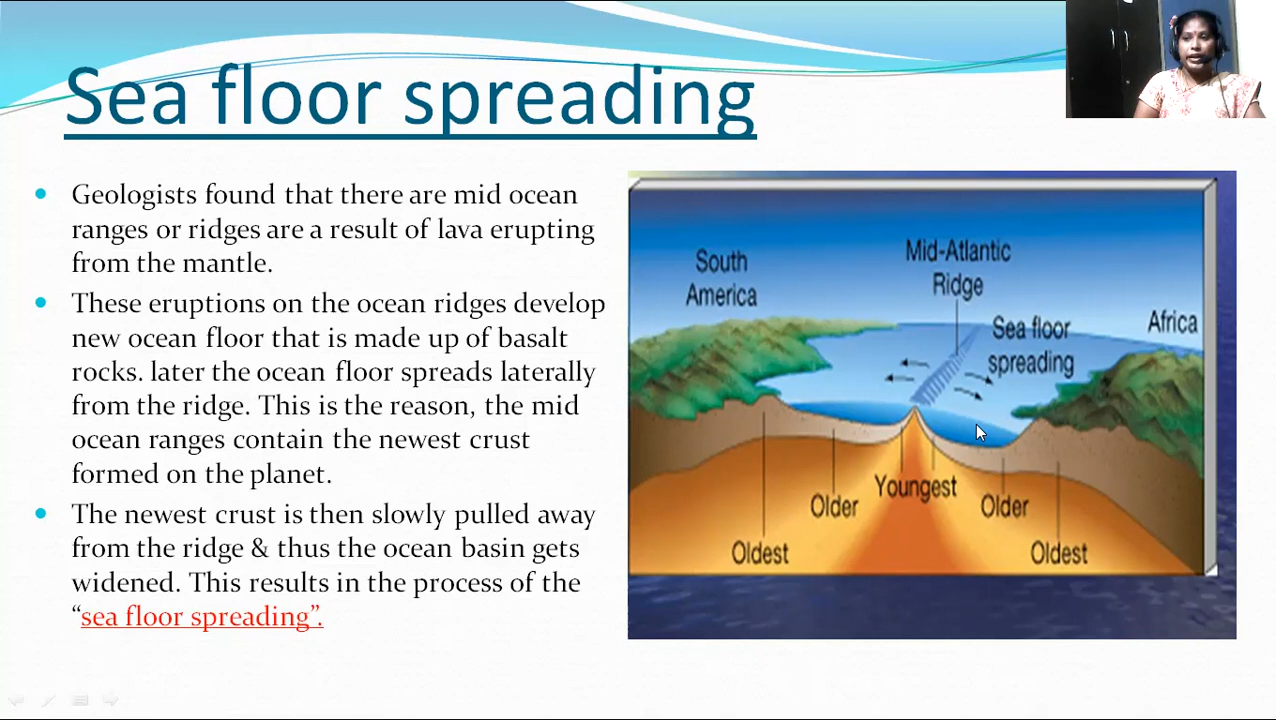 Sea floor spreading
Geologists found that there are mid ocean
ranges or ridges are a result of lava erupting
from the mantle.
These eruptions on the ocean ridges develop
new ocean floor that is made up of basalt
rocks. later the ocean floor spreads laterally
from the ridge. This is the reason, the mid
ocean ranges contain the newest crust
formed on the planet.
The newest crust is then slowly pulled away
from the ridge & thus the ocean basin gets
widened. This results in the process of the
“sea floor spreading”.
South
America
Mid-Atlantic
Ridge
Sea floor
spreading
Africa
Oldest
Older
Youngest
Older
Oldest